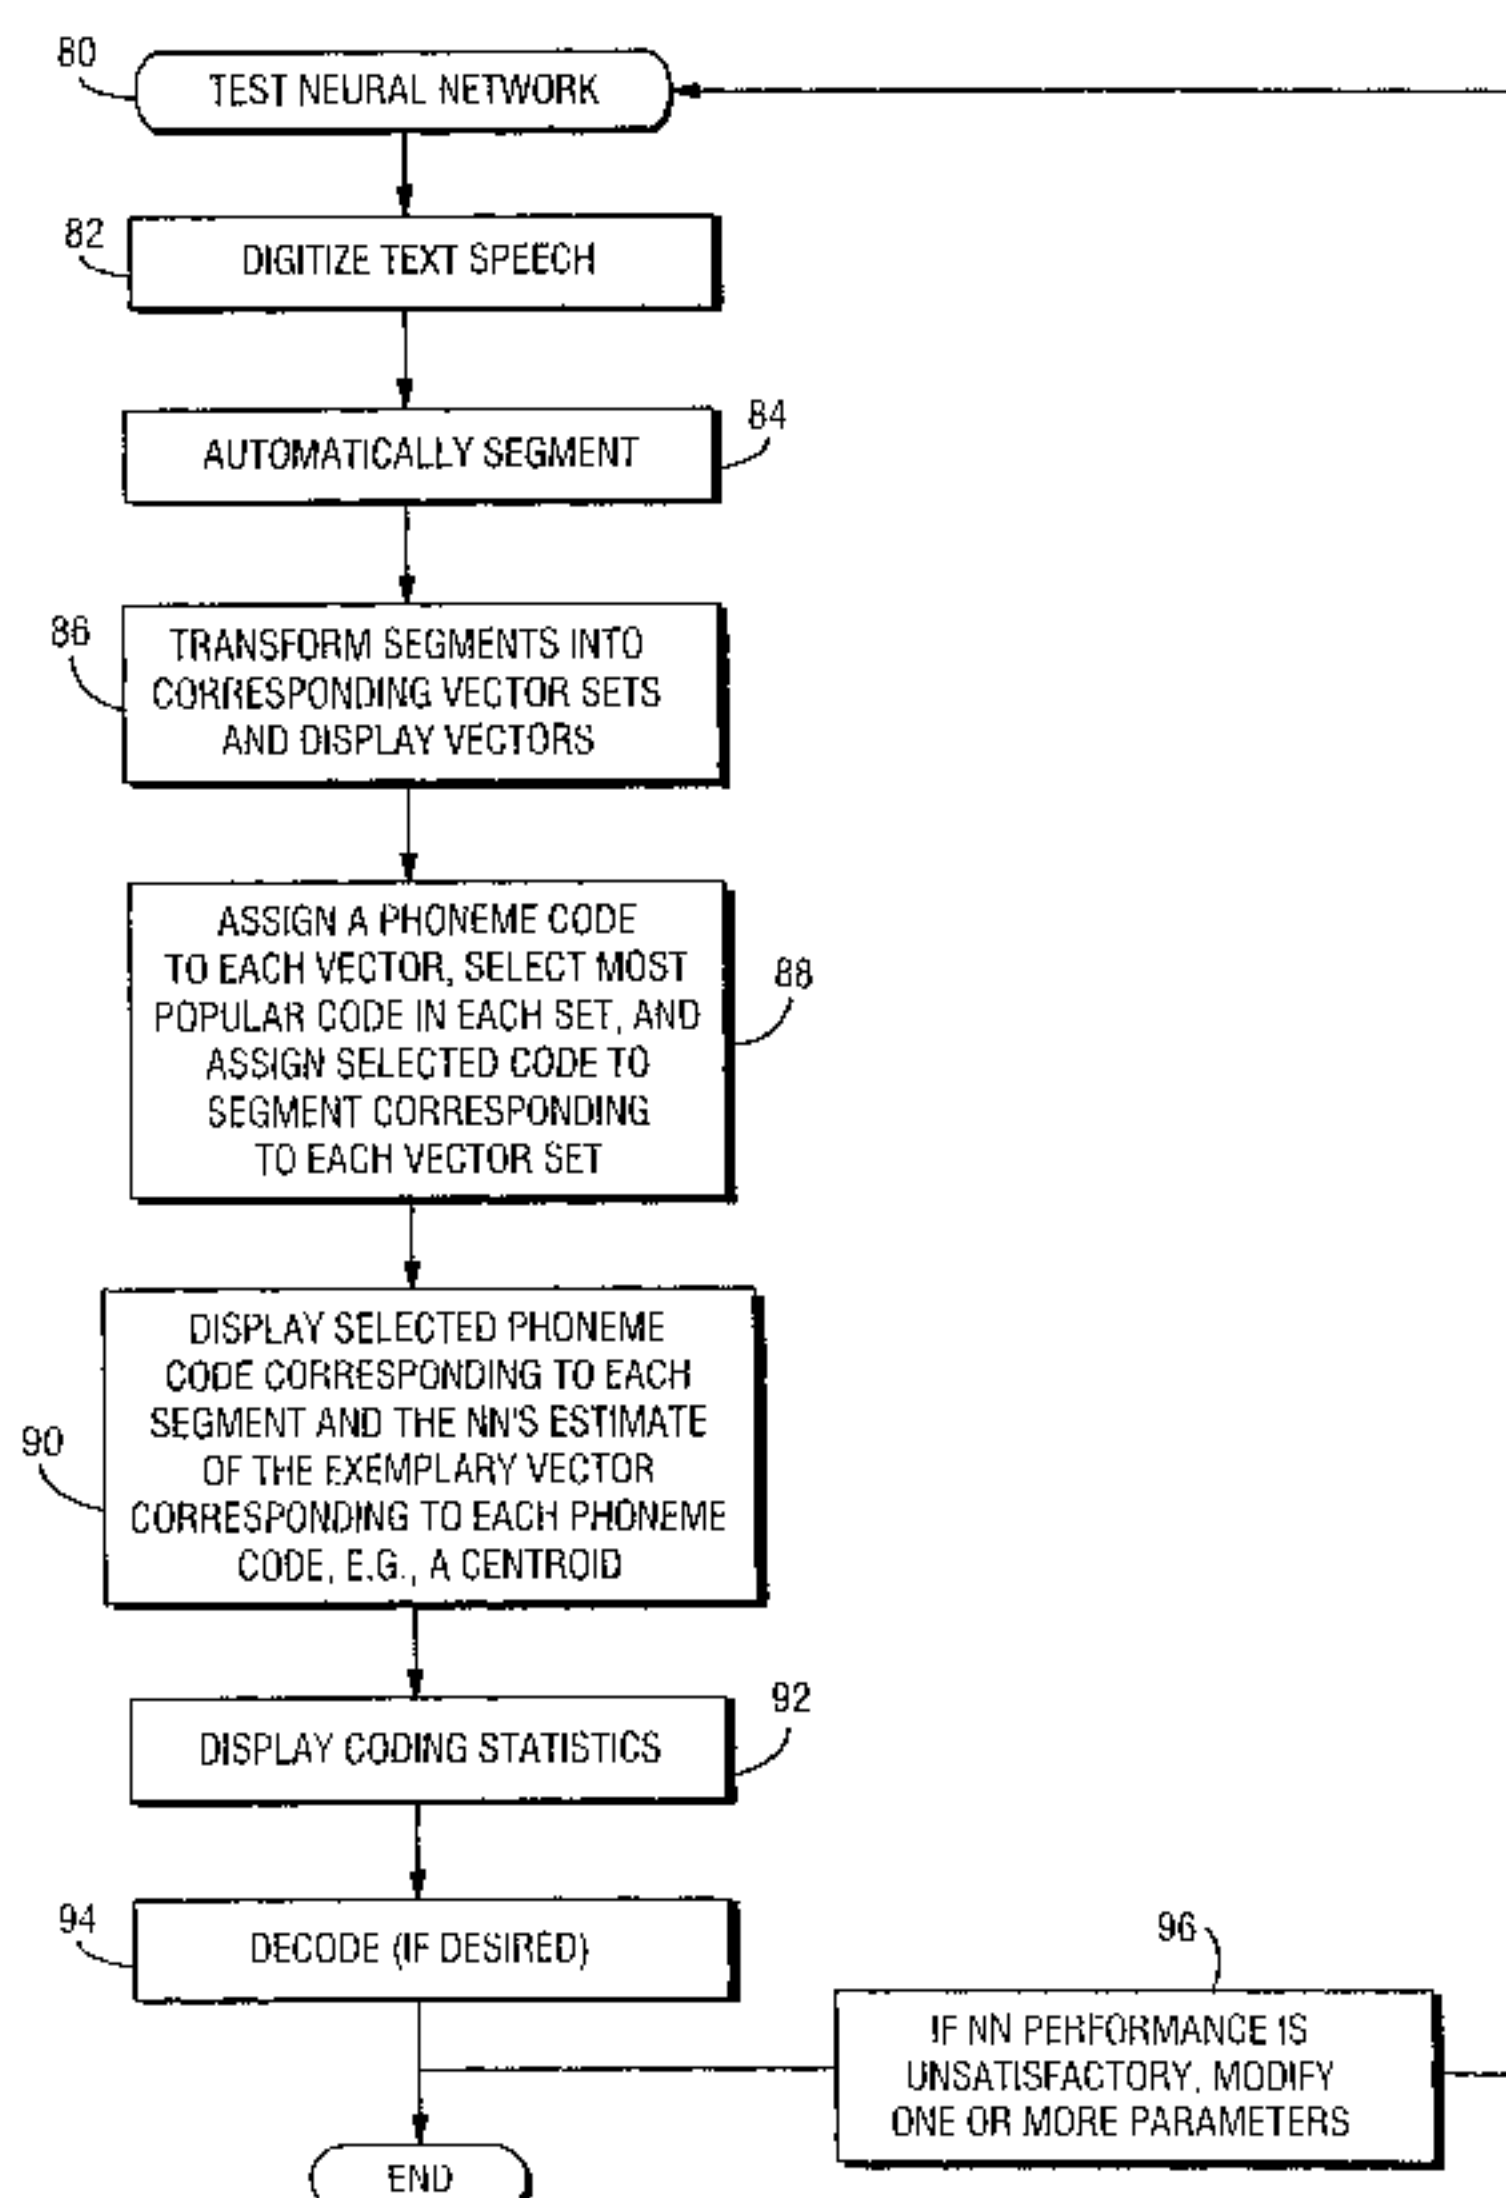 80
TEST NEURAL NETWORK
82
DIGITIZE TEXT SPEECH
84
AUTOMATICALLY SEGMENT
86
TRANSFORM SEGMENTS INTO
CORRESPONDING VECTOR SETS
AND DISPLAY VECTORS
88
ASSIGN A PHONEME CODE
TO EACH VECTOR, SELECT MOST
POPULAR CODE IN EACH SET, AND
ASSIGN SELECTED CODE TO
SEGMENT CORRESPONDING
TO EACH VECTOR SET
90
DISPLAY SELECTED PHONEME
CODE CORRESPONDING TO EACH
SEGMENT AND THE NN'S ESTIMATE
OF THE EXEMPLARY VECTOR
CORRESPONDING TO EACH PHONEME
CODE, E.G., A CENTROID
92
DISPLAY CODING STATISTICS
94
DECODE (IF DESIRED)
96
IF NN PERFORMANCE IS
UNSATISFACTORY, MODIFY
ONE OR MORE PARAMETERS
END